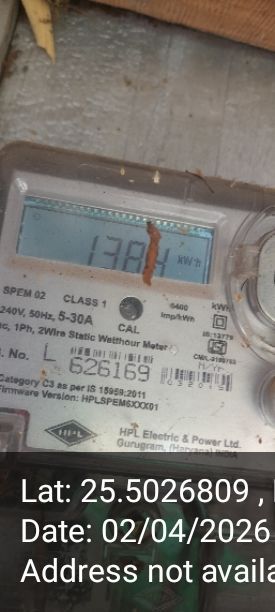 kWh
SPEM 02 CLASS 1 6400 kWh
240V, 50Hz, 5-30A imp/kWh
CAL IS:13779
ac, 1Ph, 2Wire Static Watthour Meter
No. L 626169
M/Yr
Category C3 as per IS 15959:2011
Firmware Version: HPLSPEM6XXX01
HPL HPL Electric & Power Ltd.
Gurugram, (Haryana) INDIA
Lat: 25.5026809 ,
Date: 02/04/2026
Address not availa